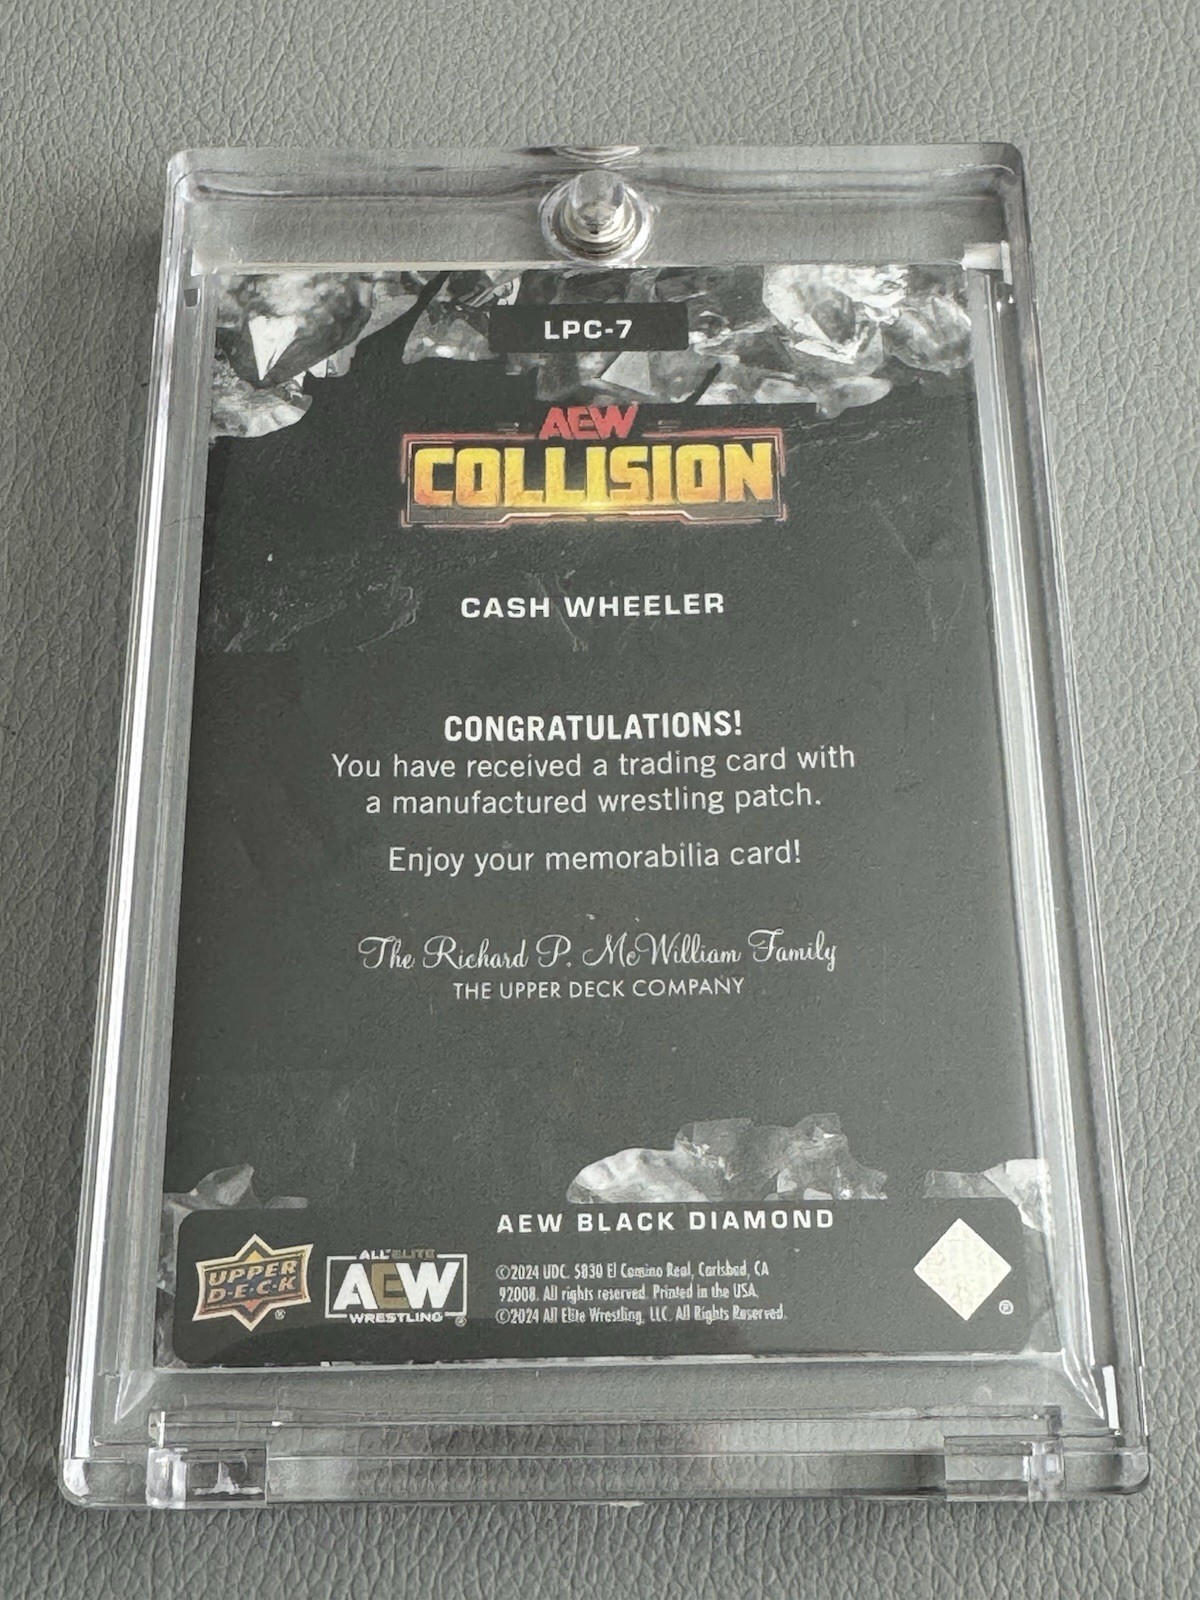 LPC-7
AEW
COLLISION
CASH WHEELER
CONGRATULATIONS!
You have received a trading card with
a manufactured wrestling patch.
Enjoy your memorabilia card!
The Richard P. McWilliam Family
THE UPPER DECK COMPANY
AEW BLACK DIAMOND
UPPER
D·E·C·K
®
ALL ELITE
AEW
WRESTLING
®
©2024 UDC. 5830 El Camino Real, Carlsbad, CA
92008. All rights reserved. Printed in the USA.
©2024 All Elite Wrestling, LLC. All Rights Reserved.
®